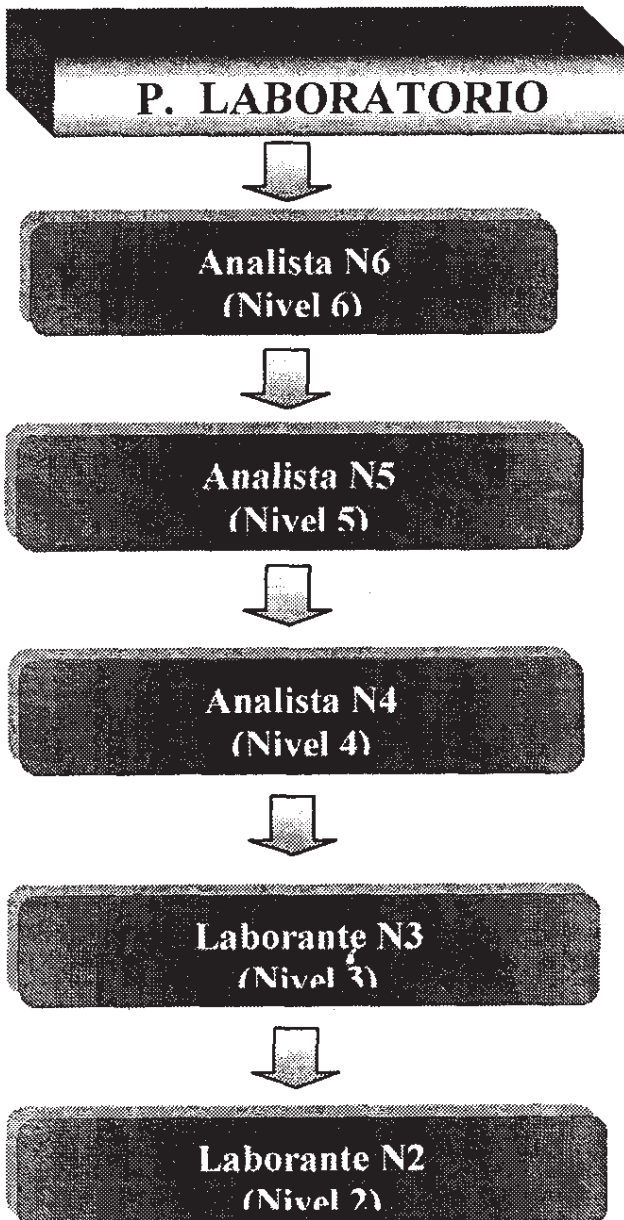 P. LABORATORIO
Analista N6
(Nivel 6)
Analista N5
(Nivel 5)
Analista N4
(Nivel 4)
Laborante N3
(Nivel 3)
Laborante N2
(Nivel 2)